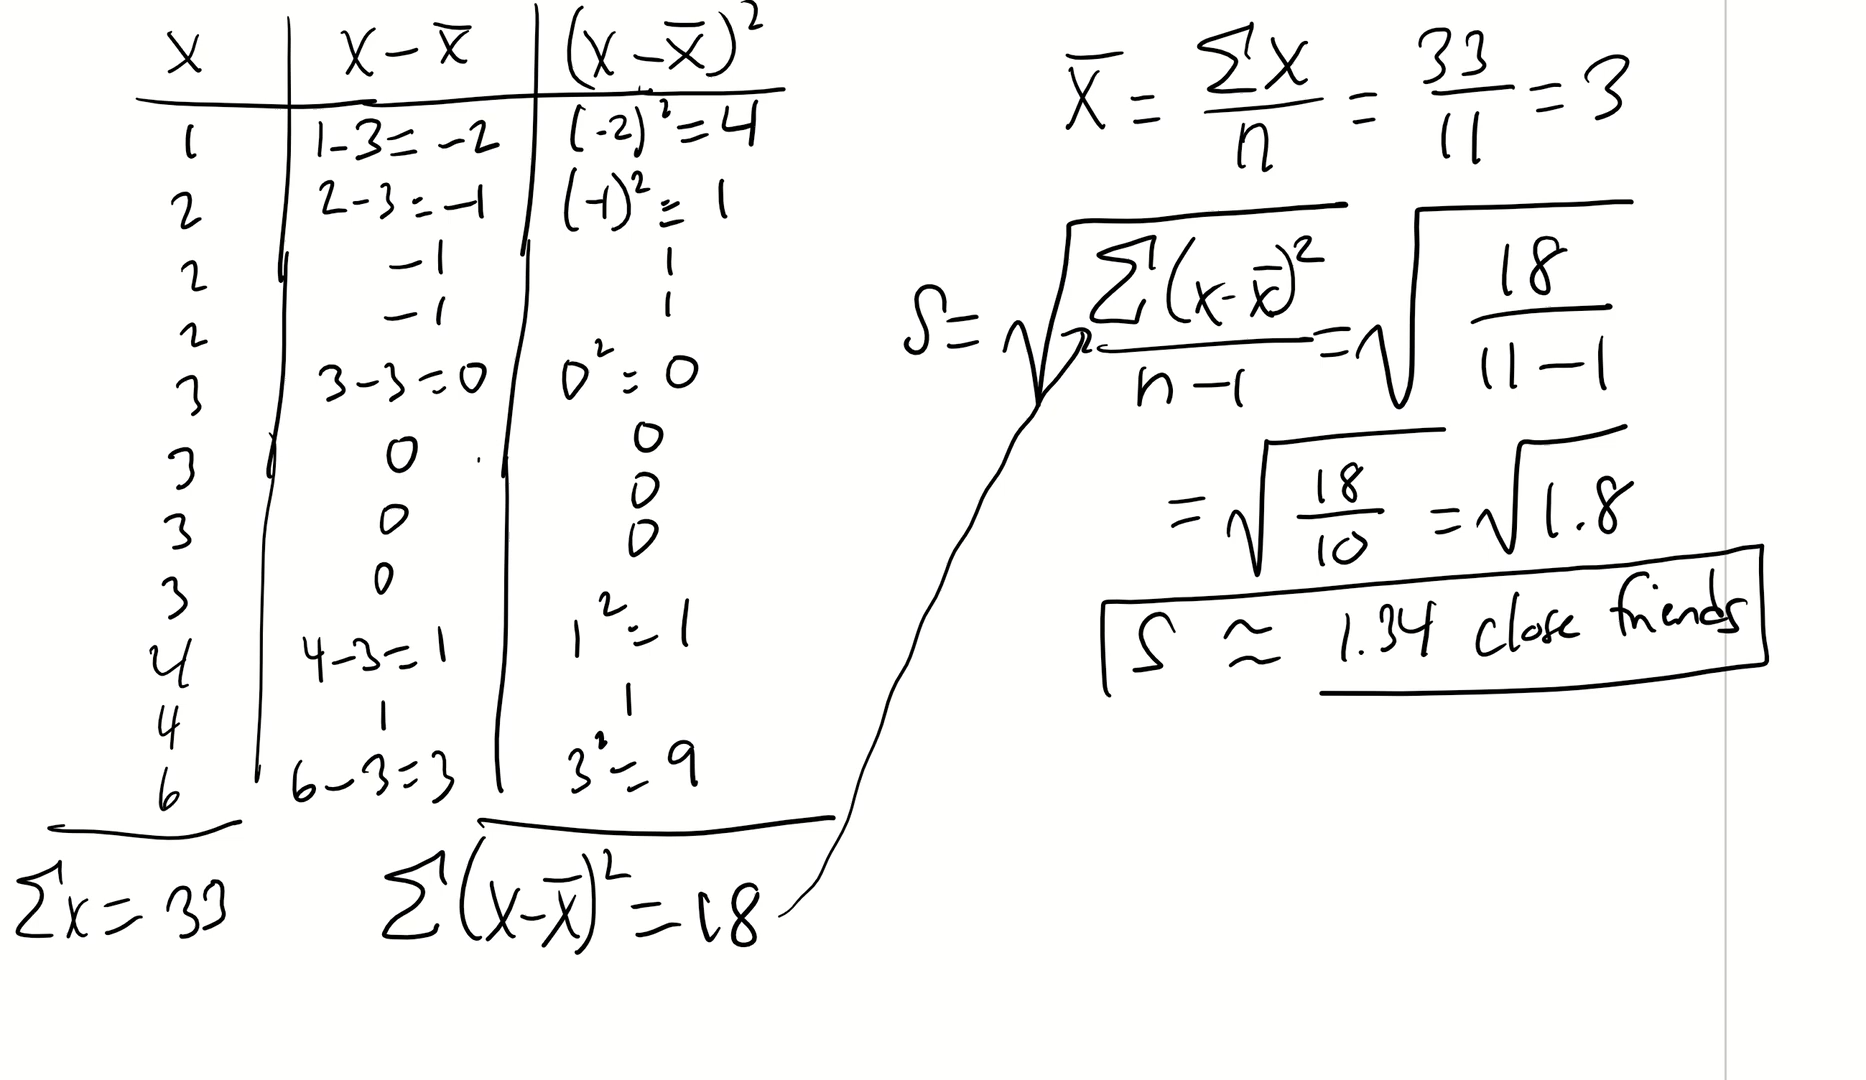 x | x - x̄ | (x - x̄)²
1 | 1-3 = -2 | (-2)² = 4
2 | 2-3 = -1 | (-1)² = 1
2 | -1 | 1
2 | -1 | 1
3 | 3-3 = 0 | 0² = 0
3 | 0 | 0
3 | 0 | 0
3 | 0 | 0
4 | 4-3 = 1 | 1² = 1
4 | 1 | 1
6 | 6-3 = 3 | 3² = 9
Σx = 33
Σ(x-x̄)² = 18
x̄ = Σx/n = 33/11 = 3
S = √(Σ(x-x̄)²/(n-1)) = √(18/(11-1))
= √(18/10) = √1.8
S ≈ 1.34 close friends